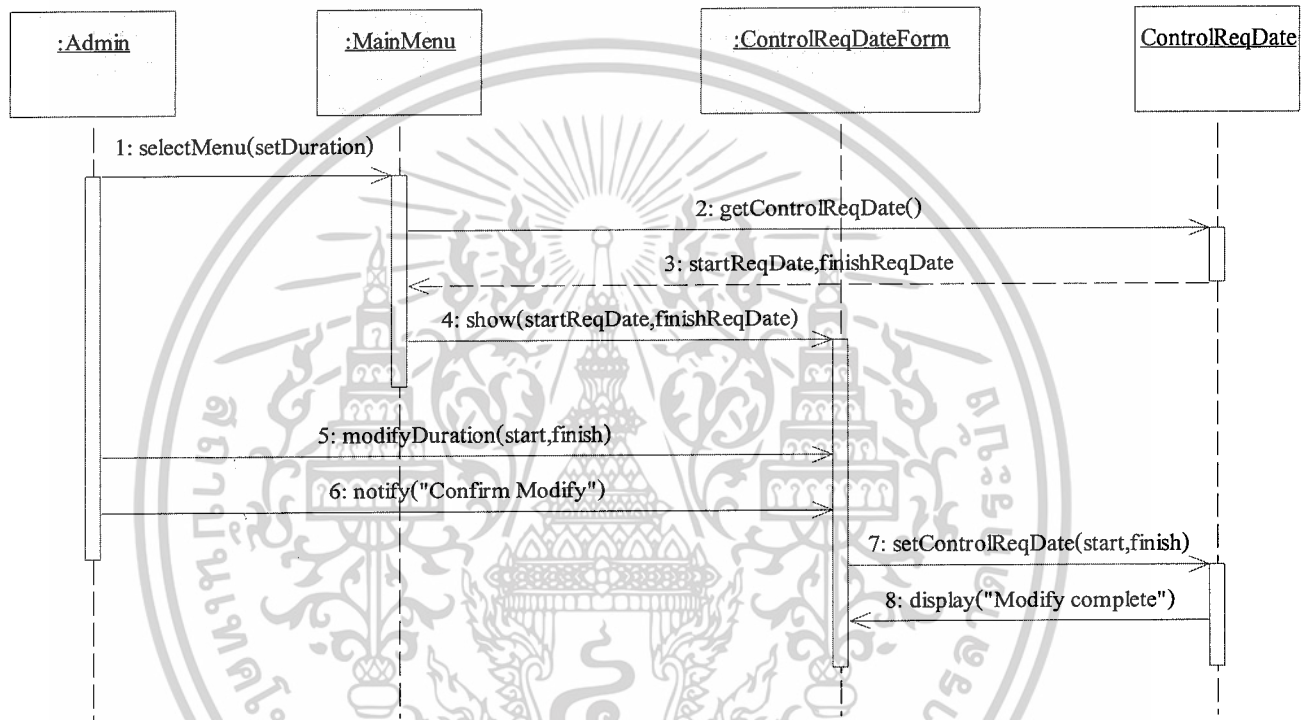 :Admin
:MainMenu
:ControlReqDateForm
ControlReqDate
1: selectMenu(setDuration)
2: getControlReqDate()
3: startReqDate,finishReqDate
4: show(startReqDate,finishReqDate)
5: modifyDuration(start,finish)
6: notify("Confirm Modify")
7: setControlReqDate(start,finish)
8: display("Modify complete")